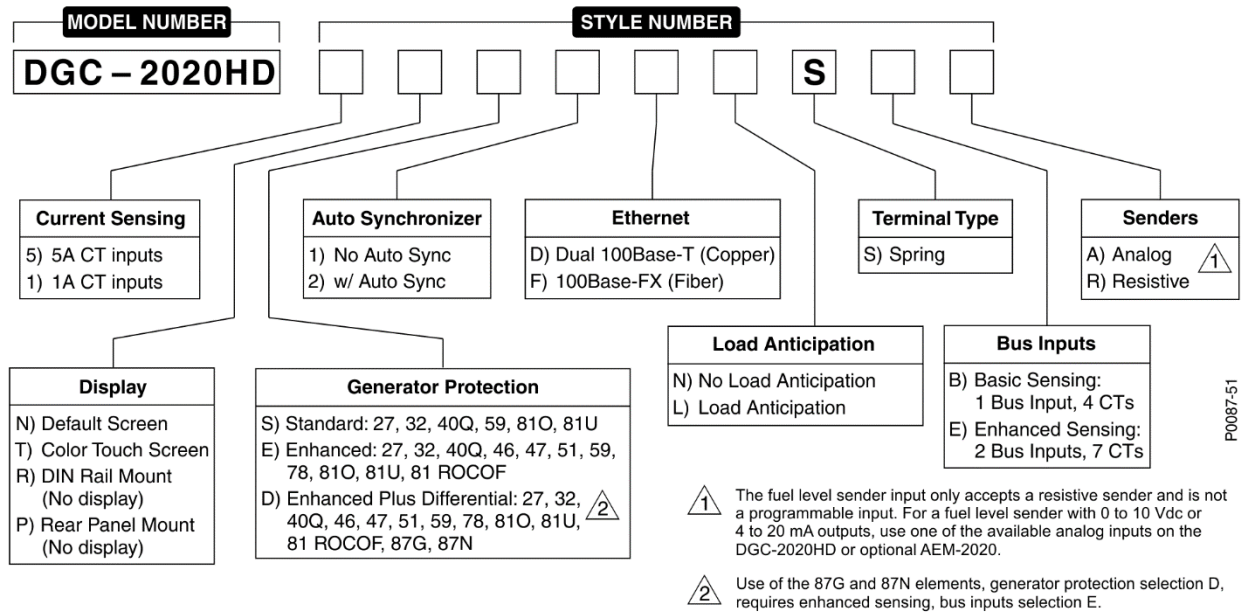 MODEL NUMBER
STYLE NUMBER
DGC – 2020HD
S
Current Sensing
5) 5A CT inputs
1) 1A CT inputs
Auto Synchronizer
1) No Auto Sync
2) w/ Auto Sync
Ethernet
D) Dual 100Base-T (Copper)
F) 100Base-FX (Fiber)
Terminal Type
S) Spring
Senders
A) Analog
R) Resistive
1
Display
N) Default Screen
T) Color Touch Screen
R) DIN Rail Mount
(No display)
P) Rear Panel Mount
(No display)
Generator Protection
S) Standard: 27, 32, 40Q, 59, 81O, 81U
E) Enhanced: 27, 32, 40Q, 46, 47, 51, 59,
78, 81O, 81U, 81 ROCOF
D) Enhanced Plus Differential: 27, 32,
40Q, 46, 47, 51, 59, 78, 81O, 81U,
81 ROCOF, 87G, 87N
2
Load Anticipation
N) No Load Anticipation
L) Load Anticipation
Bus Inputs
B) Basic Sensing:
1 Bus Input, 4 CTs
E) Enhanced Sensing:
2 Bus Inputs, 7 CTs
P0087-51
1 The fuel level sender input only accepts a resistive sender and is not
a programmable input. For a fuel level sender with 0 to 10 Vdc or
4 to 20 mA outputs, use one of the available analog inputs on the
DGC-2020HD or optional AEM-2020.
2 Use of the 87G and 87N elements, generator protection selection D,
requires enhanced sensing, bus inputs selection E.